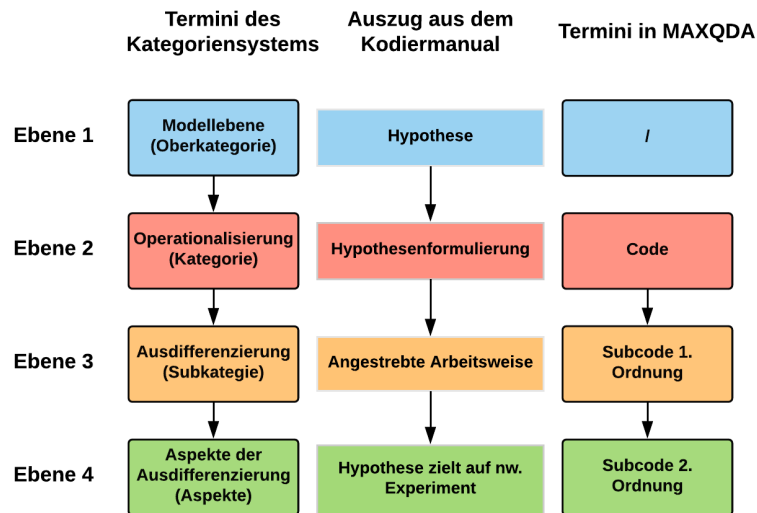 Termini des
Kategoriensystems
Auszug aus dem
Kodiermanual
Termini in MAXQDA
Ebene 1
Modellebene
(Oberkategorie)
Hypothese
/
Ebene 2
Operationalisierung
(Kategorie)
Hypothesenformulierung
Code
Ebene 3
Ausdifferenzierung
(Subkategie)
Angestrebte Arbeitsweise
Subcode 1.
Ordnung
Ebene 4
Aspekte der
Ausdifferenzierung
(Aspekte)
Hypothese zielt auf nw.
Experiment
Subcode 2.
Ordnung